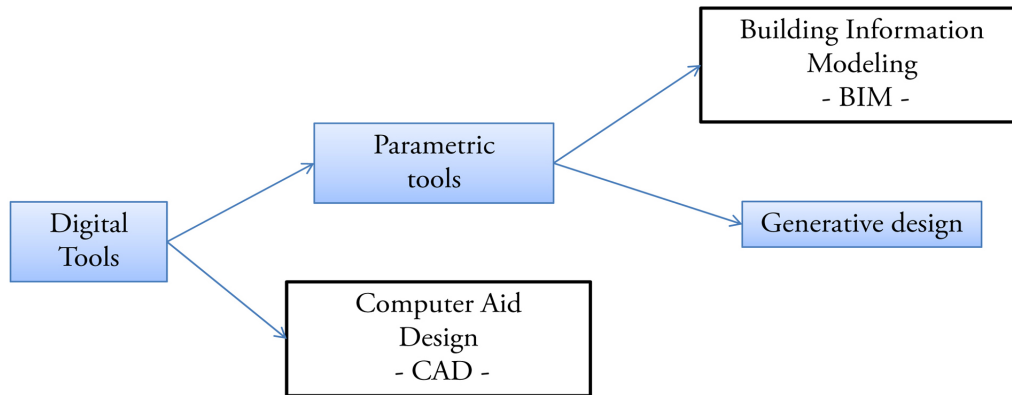 Building Information
Modeling
- BIM -
Parametric
tools
Digital
Tools
Generative design
Computer Aid
Design
- CAD -